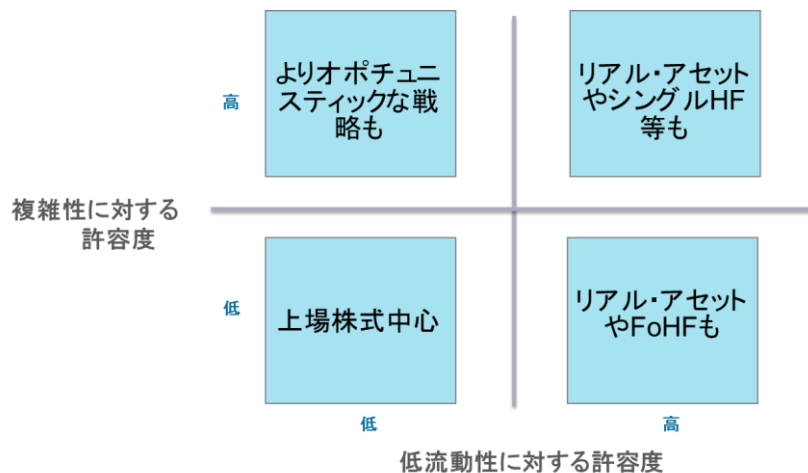 よりオポチュニ
スティックな戦
略も
リアル・アセット
やシングルHF
等も
高
複雑性に対する
許容度
低
上場株式中心
リアル・アセット
やFoHFも
低
高
低流動性に対する許容度